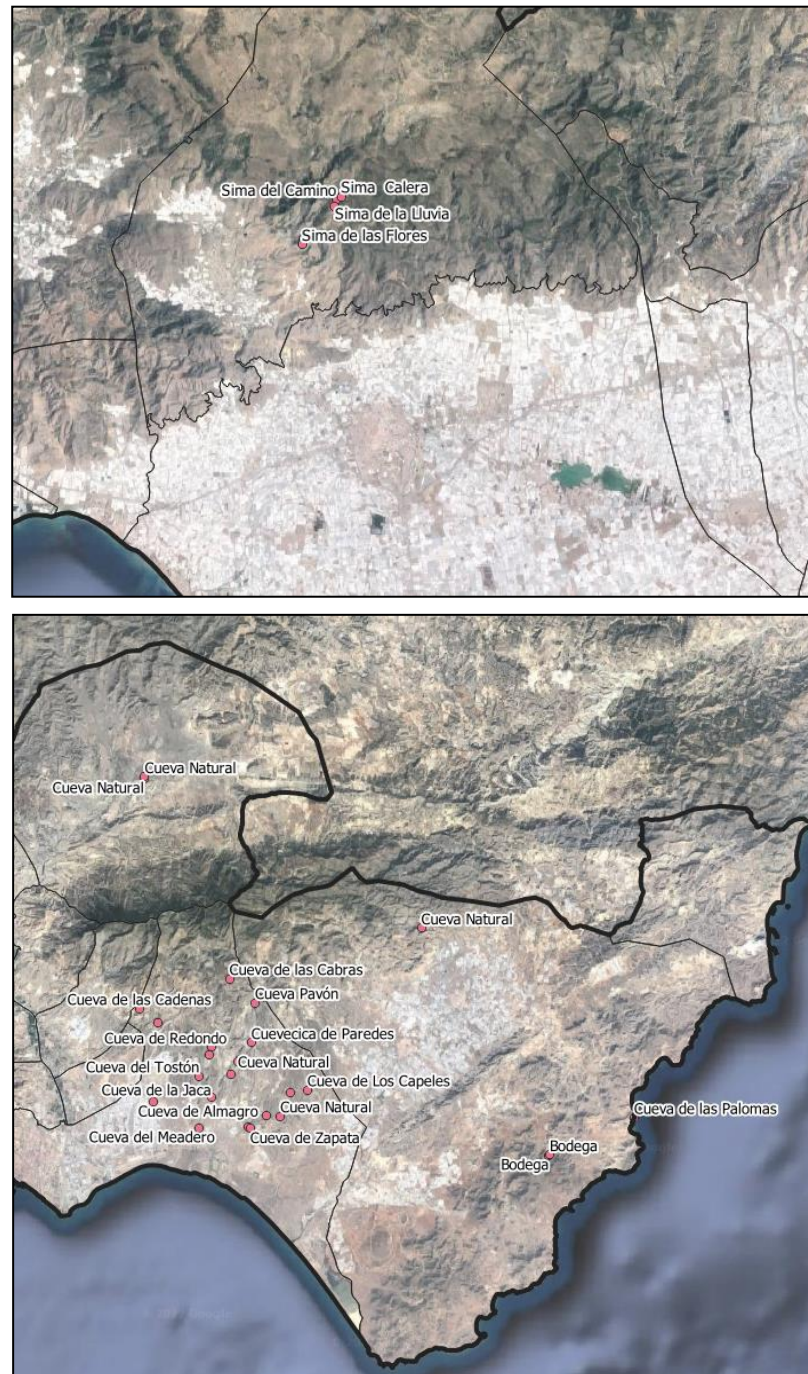 Sima del Camino
Sima  Calera
Sima de la Lluvia
Sima de las Flores
Cueva Natural
Cueva Natural
Cueva Natural
Cueva de las Cabras
Cueva de las Cadenas
Cueva Pavón
Cueva de Redondo
Cuevecica de Paredes
Cueva del Tostón
Cueva Natural
Cueva de la Jaca
Cueva de Los Capeles
Cueva de Almagro
Cueva Natural
Cueva de las Palomas
Cueva del Meadero
Cueva de Zapata
Bodega
Bodega